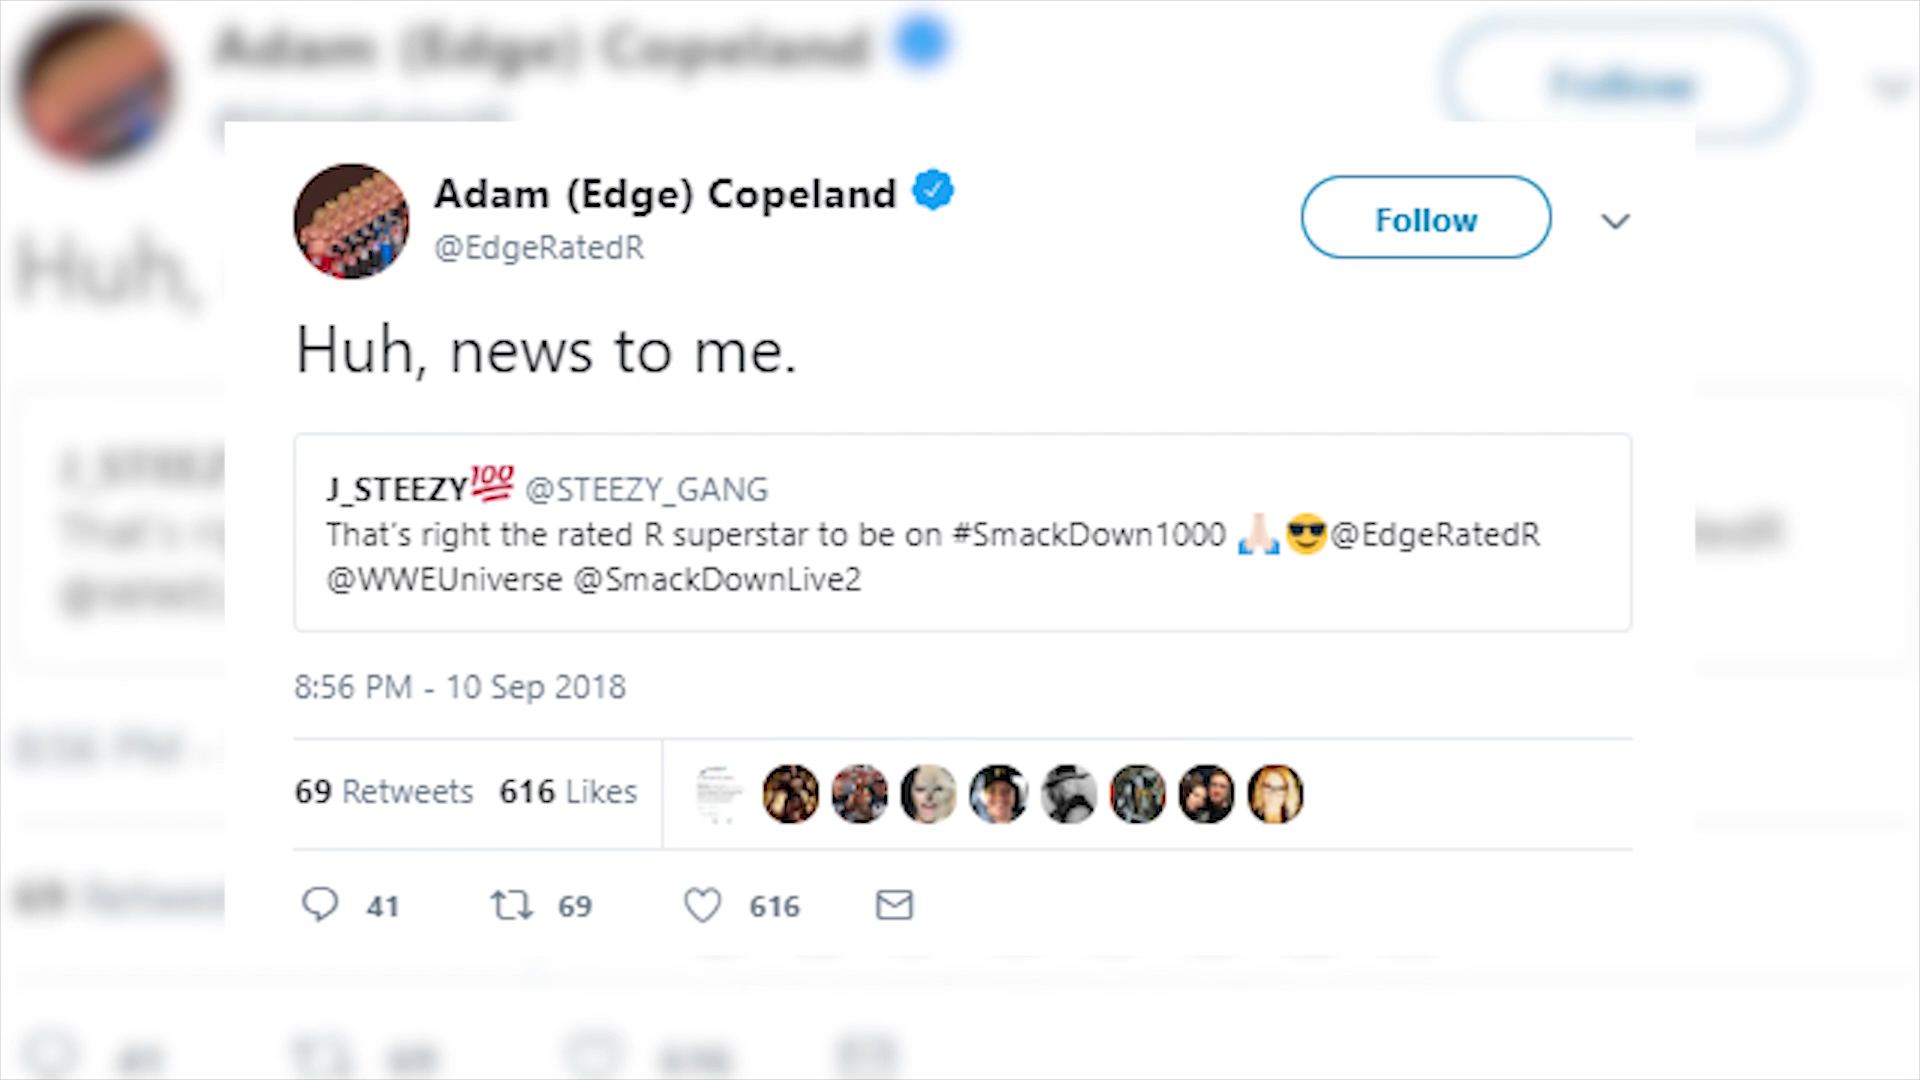 Adam (Edge) Copeland
@EdgeRatedR
Follow
Huh, news to me.
J_STEEZY💯 @STEEZY_GANG
That's right the rated R superstar to be on #SmackDown1000 🙏🏻😎@EdgeRatedR
@WWEUniverse @SmackDownLive2
8:56 PM - 10 Sep 2018
69 Retweets 616 Likes
41 69 616